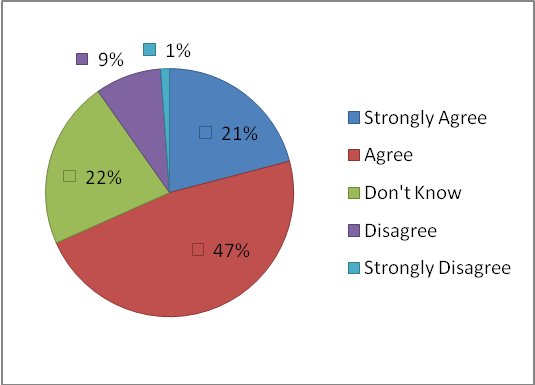 9%
1%
21%
22%
47%
Strongly Agree
Agree
Don't Know
Disagree
Strongly Disagree